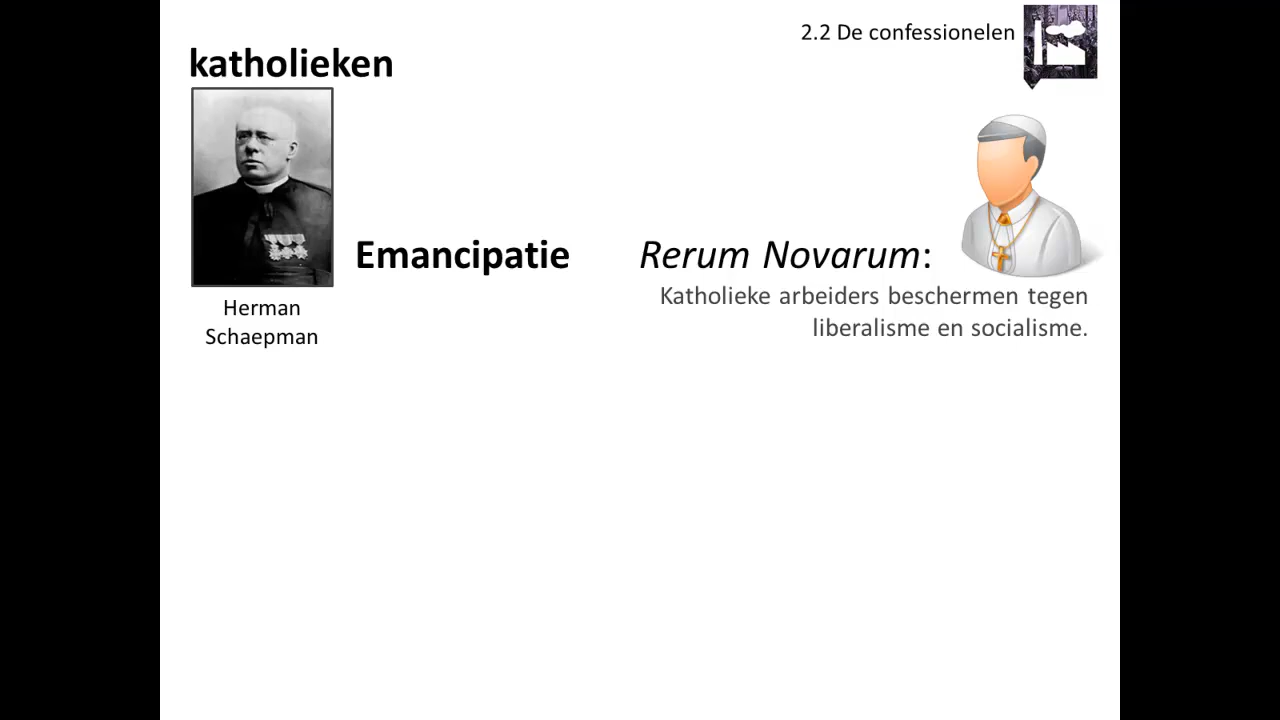 2.2 De confessionelen
katholieken
Emancipatie
Rerum Novarum:
Katholieke arbeiders beschermen tegen
liberalisme en socialisme.
Herman
Schaepman